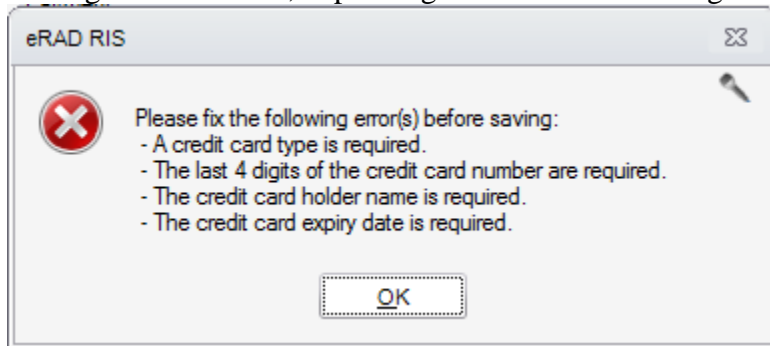 eRAD RIS
Please fix the following error(s) before saving:
- A credit card type is required.
- The last 4 digits of the credit card number are required.
- The credit card holder name is required.
- The credit card expiry date is required.
OK